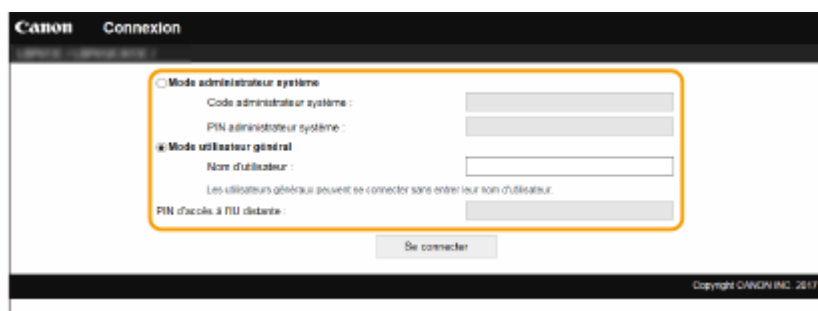 Canon Connexion
Mode administrateur système
Code administrateur système :
PIN administrateur système :
Mode utilisateur général
Nom d'utilisateur :
Les utilisateurs généraux peuvent se connecter sans entrer leur nom d'utilisateur.
PIN d'accès à l'IU distante :
Se connecter
Copyright CANON INC. 2017